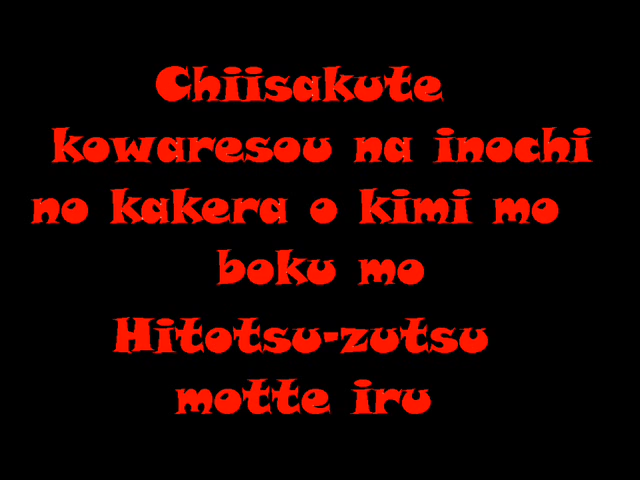 Chiisakute
kowaresou na inochi
no kakera o kimi mo
boku mo
Hitotsu-zutsu
motte iru